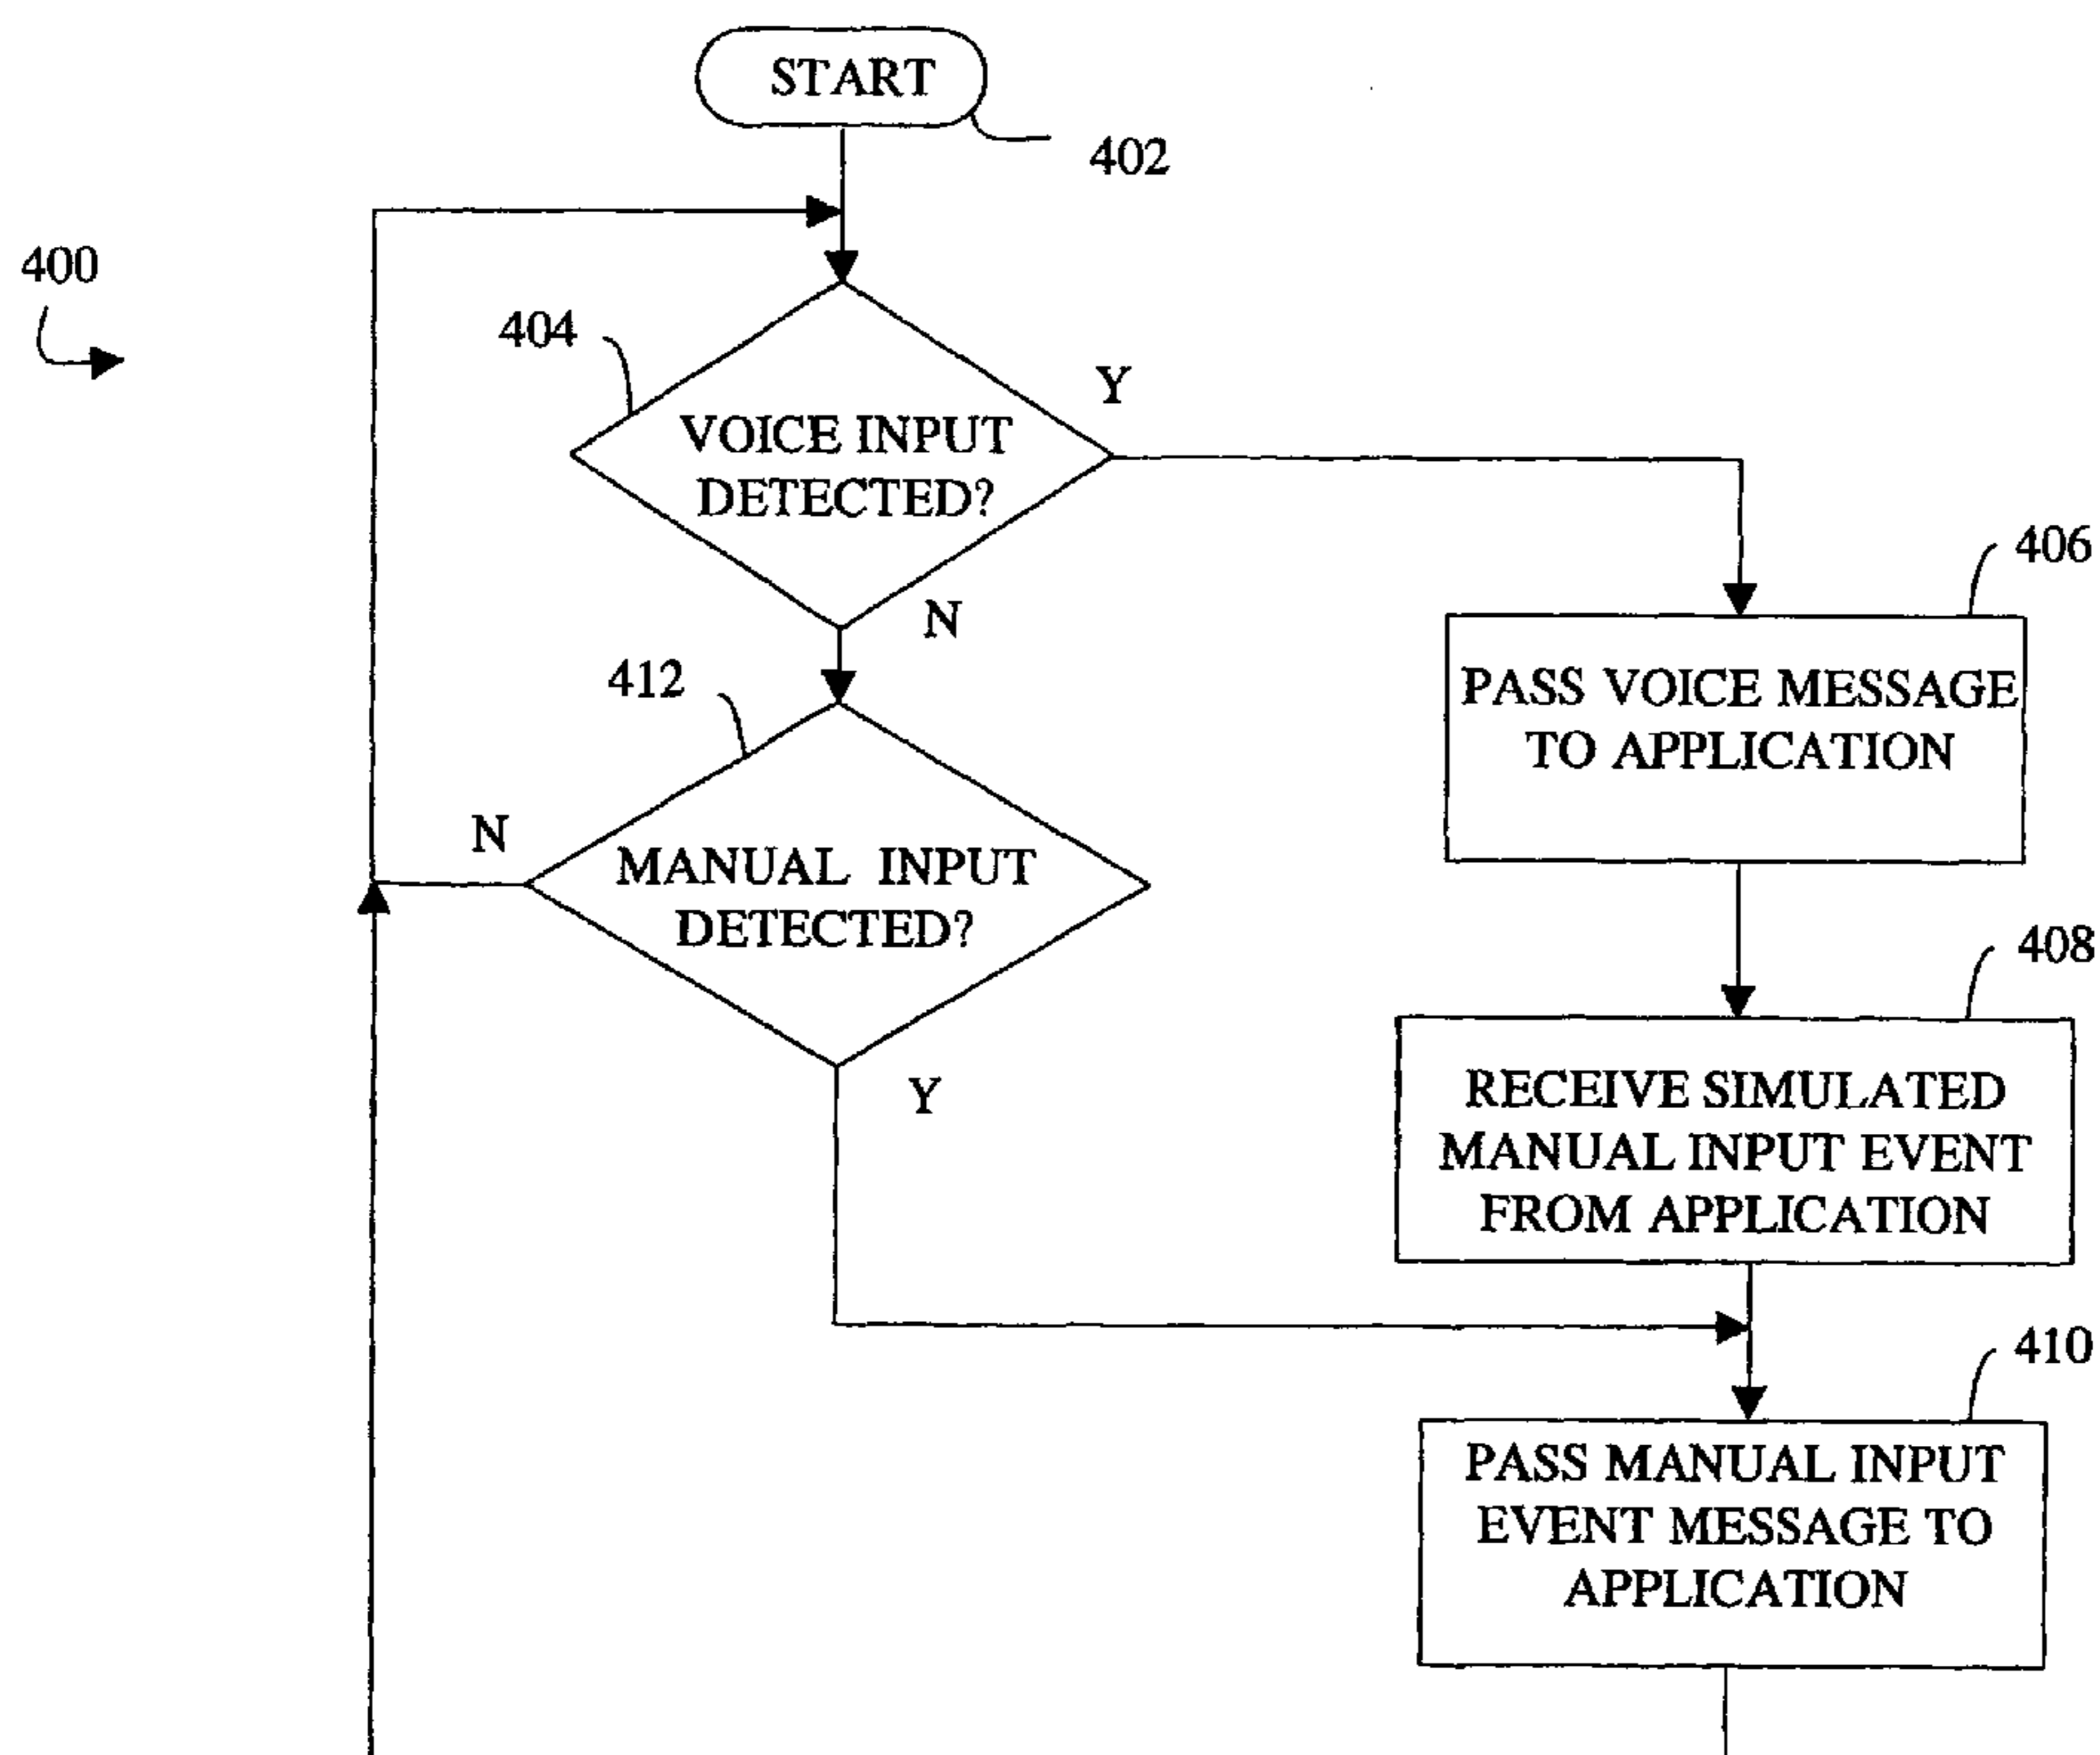 START
402
400
404
Y
VOICE INPUT
DETECTED?
406
N
412
PASS VOICE MESSAGE
TO APPLICATION
N
MANUAL INPUT
DETECTED?
408
Y
RECEIVE SIMULATED
MANUAL INPUT EVENT
FROM APPLICATION
410
PASS MANUAL INPUT
EVENT MESSAGE TO
APPLICATION